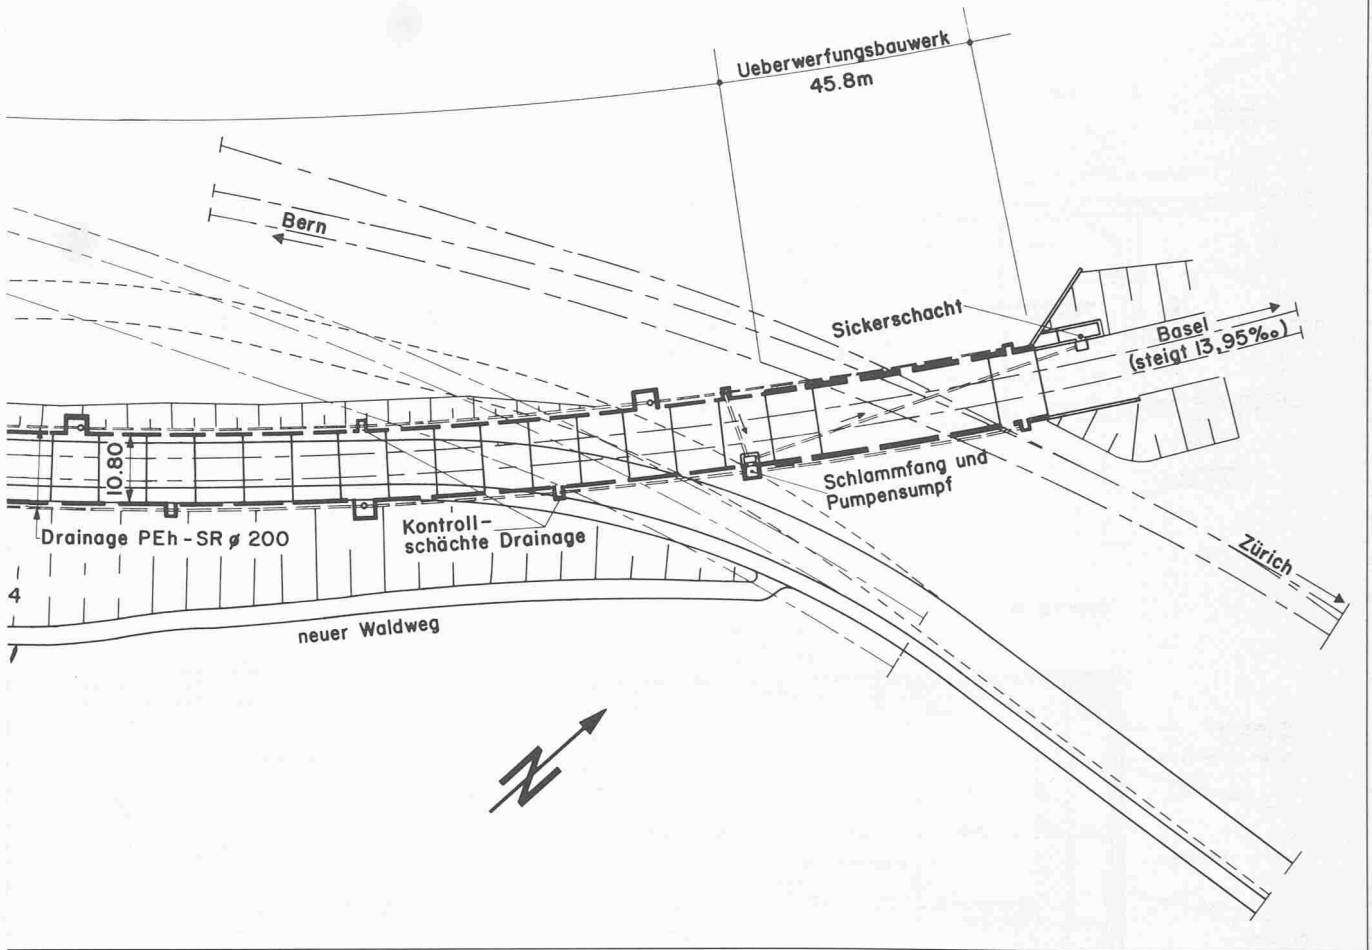 Ueberwerfungsbauwerk
45.8m
Bern
Sickerschacht
Basel
(steigt 13,95‰)
10.80
Schlammfang und
Pumpensumpf
Kontroll-
schächte Drainage
Drainage PEh-SR ø 200
Zürich
4
neuer Waldweg
N